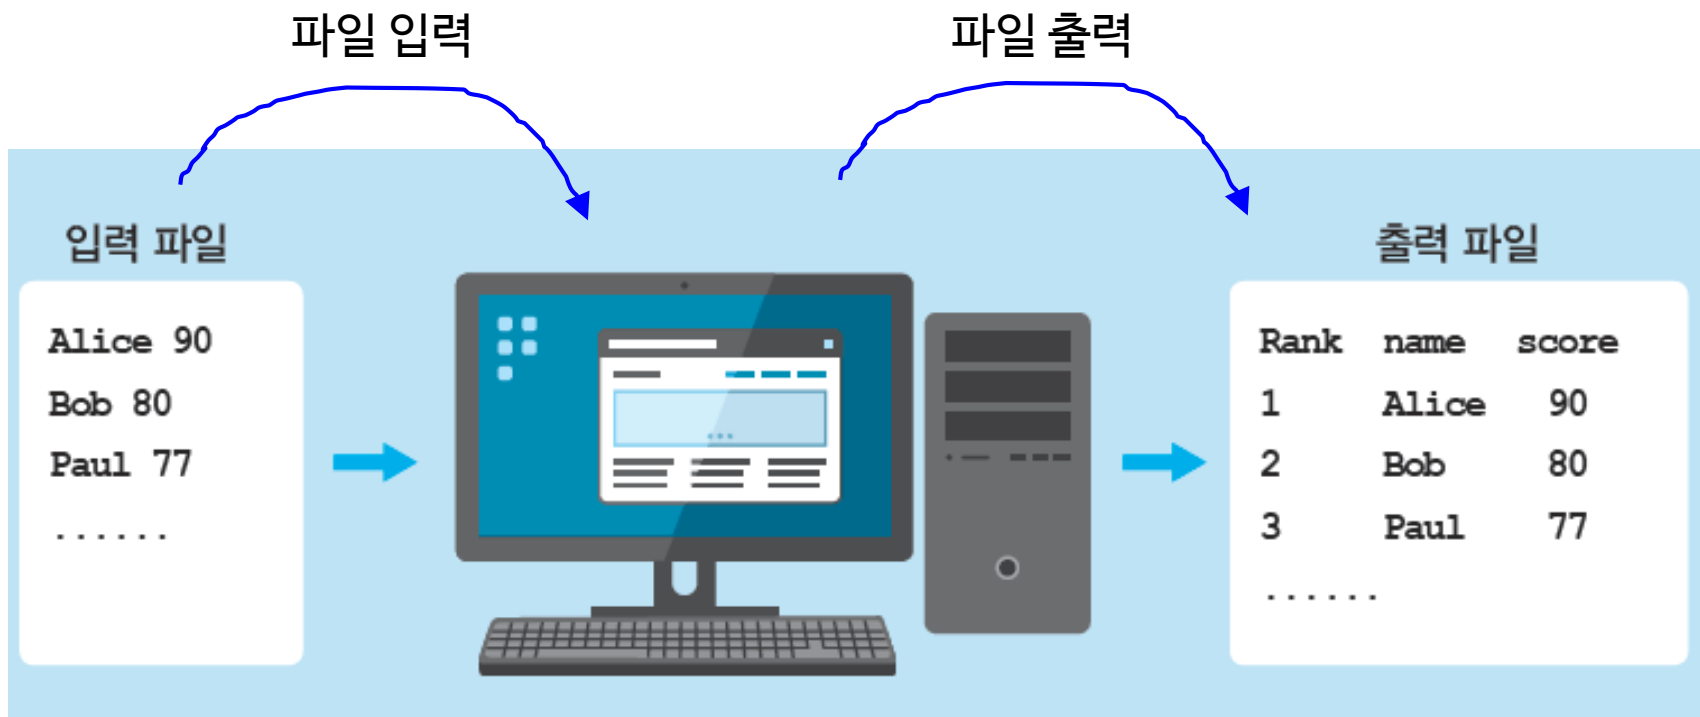 파일 입력
파일 출력
입력 파일
Alice 90
Bob 80
Paul 77
......
출력 파일
Rank name score
1 Alice 90
2 Bob 80
3 Paul 77
......